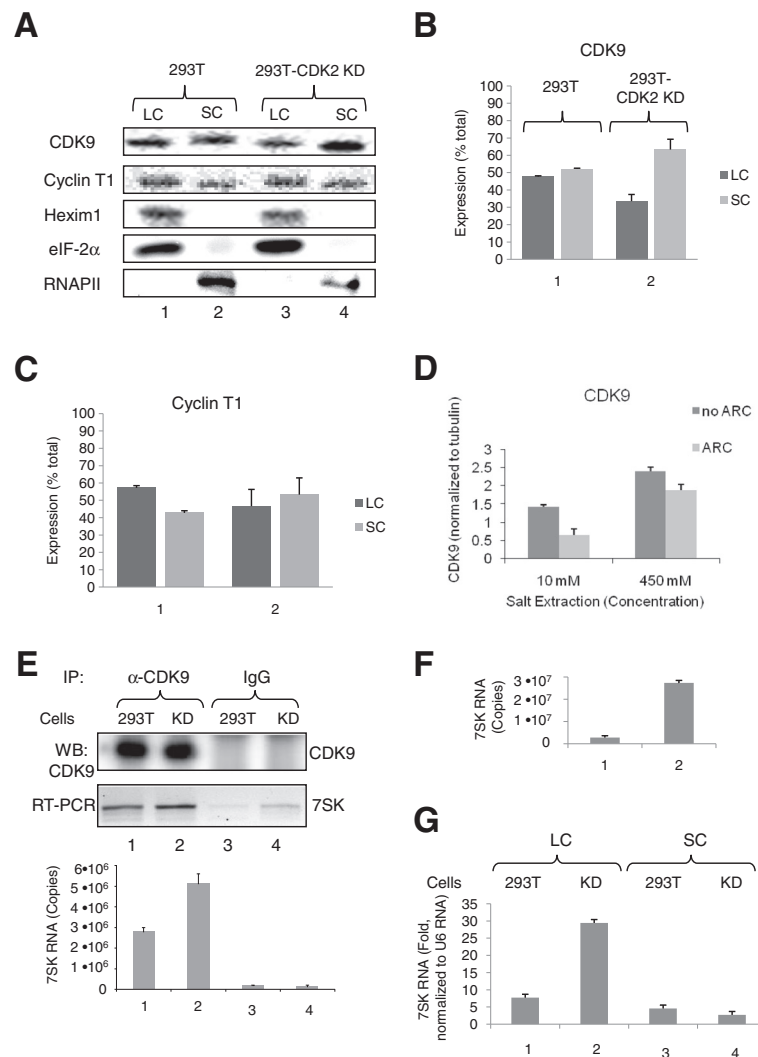 A
293T
293T-CDK2 KD
LC
SC
LC
SC
CDK9
Cyclin T1
Hexim1
eIF-2α
RNAPII
1
2
3
4
B
CDK9
293T
293T-
CDK2 KD
Expression (% total)
100
90
80
70
60
50
40
30
20
10
0
1
2
LC
SC
C
Cyclin T1
Expression (% total)
100
90
80
70
60
50
40
30
20
10
0
1
2
LC
SC
D
CDK9
no ARC
ARC
CDK9 (normalized to tubulin)
3
2.5
2
1.5
1
0.5
0
10 mM
450 mM
Salt Extraction (Concentration)
E
IP:
α-CDK9
IgG
Cells
293T
KD
293T
KD
WB:
CDK9
CDK9
RT-PCR
7SK
1
2
3
4
7SK RNA (Copies)
6•10⁶
5•10⁶
4•10⁶
3•10⁶
2•10⁶
1•10⁶
0
1
2
3
4
F
7SK RNA
(Copies)
3•10⁷
2•10⁷
1•10⁷
0
1
2
G
LC
SC
Cells
293T
KD
293T
KD
7SK RNA (Fold,
normalized to U6 RNA)
35
30
25
20
15
10
5
0
1
2
3
4